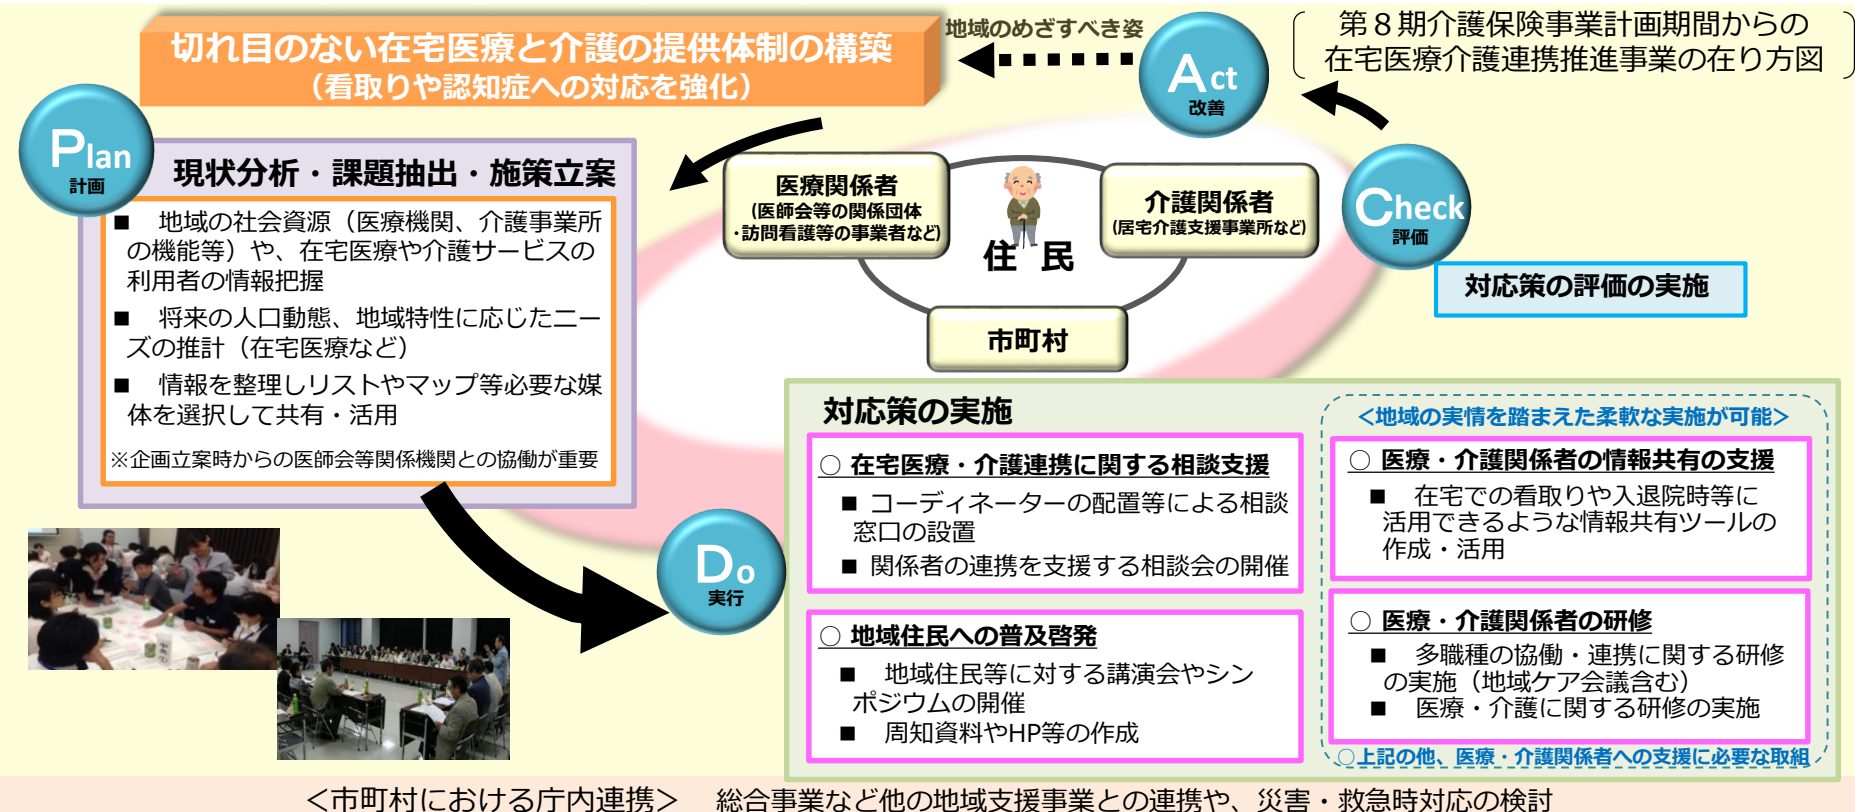 切れ目のない在宅医療と介護の提供体制の構築
（看取りや認知症への対応を強化）
地域のめざすべき姿
Act
改善
第８期介護保険事業計画期間からの
在宅医療介護連携推進事業の在り方図
Plan
計画
現状分析・課題抽出・施策立案
■ 地域の社会資源（医療機関、介護事業所
の機能等）や、在宅医療や介護サービスの
利用者の情報把握
■ 将来の人口動態、地域特性に応じたニー
ズの推計（在宅医療など）
■ 情報を整理しリストやマップ等必要な媒
体を選択して共有・活用
※企画立案時からの医師会等関係機関との協働が重要
医療関係者
(医師会等の関係団体
・訪問看護等の事業者など)
介護関係者
(居宅介護支援事業所など)
住 民
市町村
Check
評価
対応策の評価の実施
Do
実行
対応策の実施
○ 在宅医療・介護連携に関する相談支援
■ コーディネーターの配置等による相談
窓口の設置
■ 関係者の連携を支援する相談会の開催
○ 地域住民への普及啓発
■ 地域住民等に対する講演会やシン
ポジウムの開催
■ 周知資料やHP等の作成
＜地域の実情を踏まえた柔軟な実施が可能＞
○ 医療・介護関係者の情報共有の支援
■ 在宅での看取りや入退院時等に
活用できるような情報共有ツールの
作成・活用
○ 医療・介護関係者の研修
■ 多職種の協働・連携に関する研修
の実施（地域ケア会議含む）
■ 医療・介護に関する研修の実施
○上記の他、医療・介護関係者への支援に必要な取組
＜市町村における庁内連携＞ 総合事業など他の地域支援事業との連携や、災害・救急時対応の検討